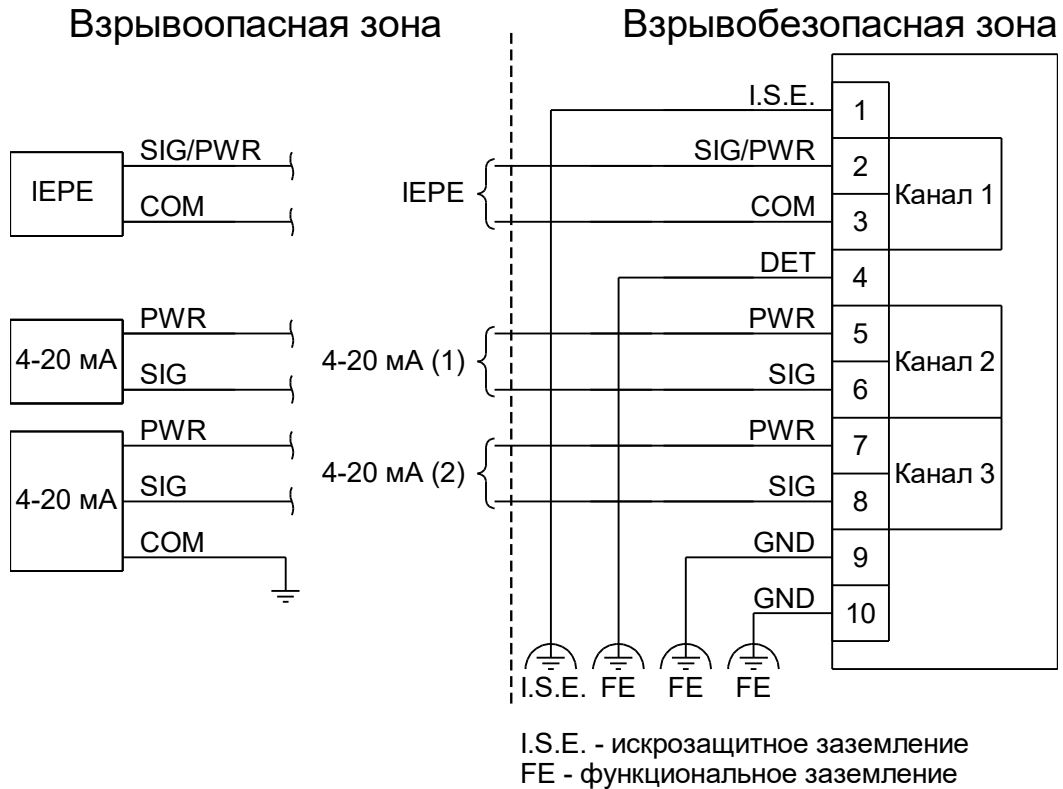 Взрывоопасная зона
Взрывобезопасная зона
I.S.E.
1
IEPE
SIG/PWR
COM
IEPE
SIG/PWR
2
COM
3
Канал 1
DET
4
4-20 мА
PWR
SIG
4-20 мА (1)
PWR
5
SIG
6
Канал 2
4-20 мА
PWR
SIG
COM
4-20 мА (2)
PWR
7
SIG
8
Канал 3
GND
9
GND
10
I.S.E. FE FE FE
I.S.E. - искрозащитное заземление
FE - функциональное заземление